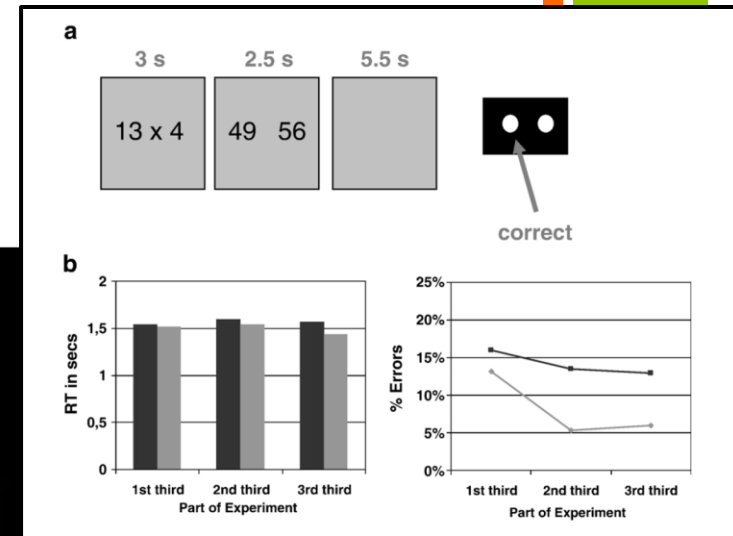 a
3 s 2.5 s 5.5 s
13 x 4 49 56
correct
b
2
1,5
1
0,5
0
RT in secs
1st third 2nd third 3rd third
Part of Experiment
25%
20%
15%
10%
5%
0%
% Errors
1st third 2nd third 3rd third
Part of Experiment